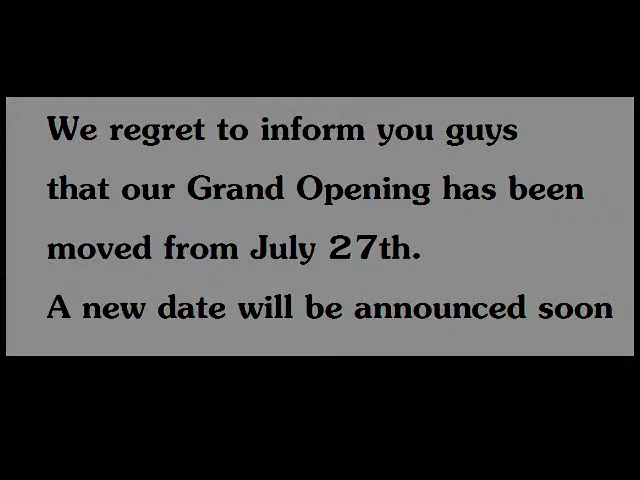 We regret to inform you guys
that our Grand Opening has been
moved from July 27th.
A new date will be announced soon